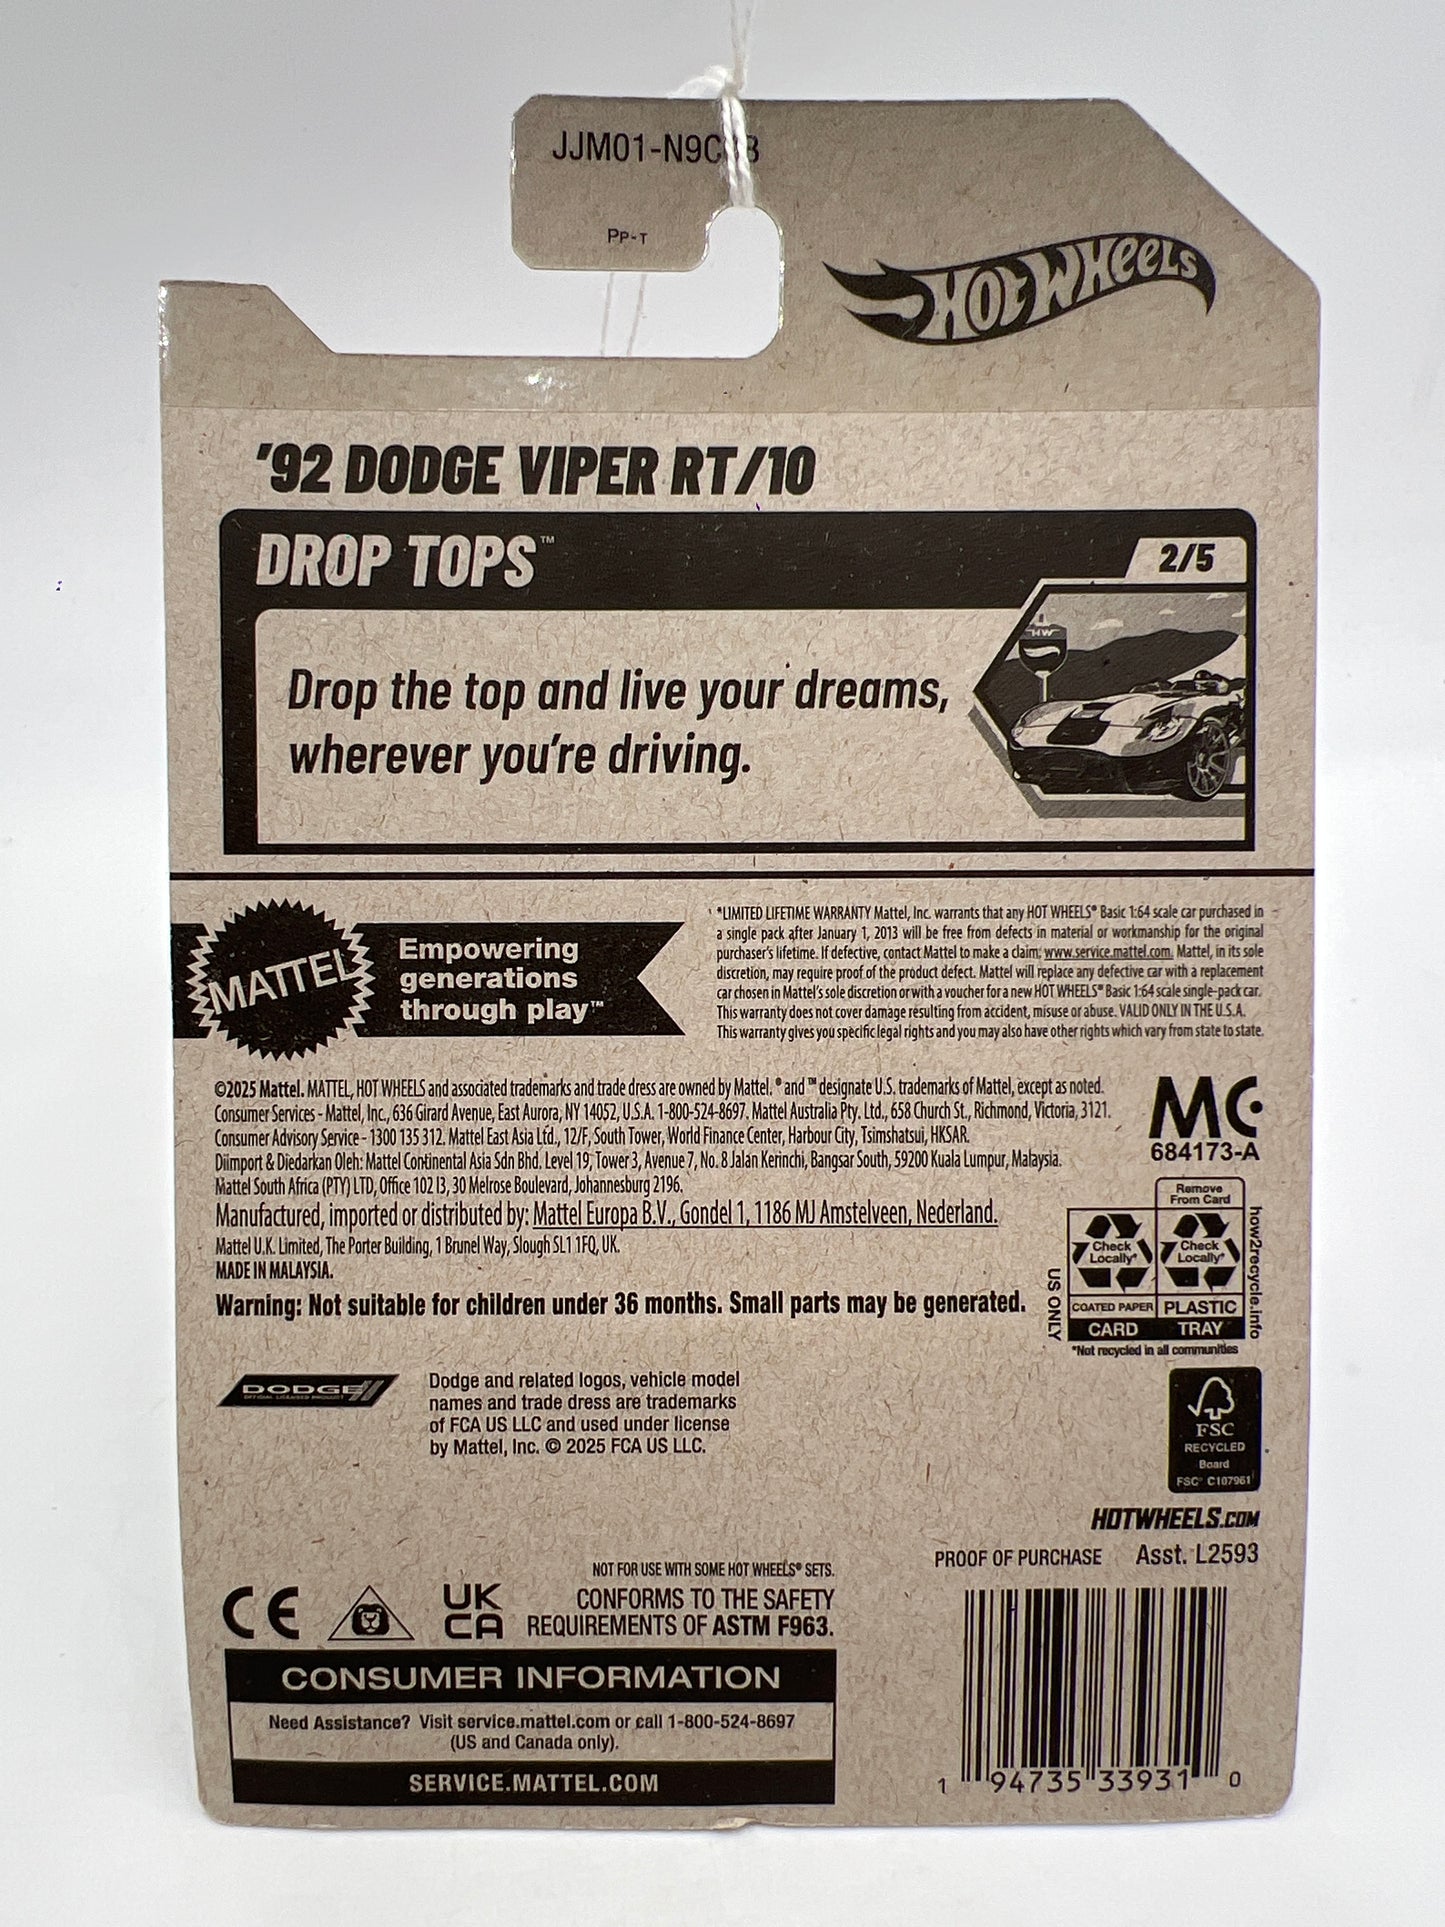 JJM01-N9C
PP-T
HOT WHEELS
'92 DODGE VIPER RT/10
DROP TOPS™
2/5
HW
Drop the top and live your dreams,
wherever you're driving.
MATTEL
Empowering
generations
through play™
*LIMITED LIFETIME WARRANTY Mattel, Inc. warrants that any HOT WHEELS® Basic 1:64 scale car purchased in
a single pack after January 1, 2013 will be free from defects in material or workmanship for the original
purchaser's lifetime. If defective, contact Mattel to make a claim: www.service.mattel.com. Mattel, in its sole
discretion, may require proof of the product defect. Mattel will replace any defective car with a replacement
car chosen in Mattel's sole discretion or with a voucher for a new HOT WHEELS® Basic 1:64 scale single-pack car.
This warranty does not cover damage resulting from accident, misuse or abuse. VALID ONLY IN THE U.S.A.
This warranty gives you specific legal rights and you may also have other rights which vary from state to state.
©2025 Mattel. MATTEL, HOT WHEELS and associated trademarks and trade dress are owned by Mattel. ® and ™ designate U.S. trademarks of Mattel, except as noted.
Consumer Services - Mattel, Inc., 636 Girard Avenue, East Aurora, NY 14052, U.S.A. 1-800-524-8697. Mattel Australia Pty. Ltd., 658 Church St., Richmond, Victoria, 3121.
Consumer Advisory Service - 1300 135 312. Mattel East Asia Ltd., 12/F, South Tower, World Finance Center, Harbour City, Tsimshatsui, HKSAR.
Diimport & Diedarkan Oleh: Mattel Continental Asia Sdn Bhd. Level 19, Tower 3, Avenue 7, No. 8 Jalan Kerinchi, Bangsar South, 59200 Kuala Lumpur, Malaysia.
Mattel South Africa (PTY) LTD, Office 102 I3, 30 Melrose Boulevard, Johannesburg 2196.
Manufactured, imported or distributed by: Mattel Europa B.V., Gondel 1, 1186 MJ Amstelveen, Nederland.
Mattel U.K. Limited, The Porter Building, 1 Brunel Way, Slough SL1 1FQ, UK.
MADE IN MALAYSIA.
Warning: Not suitable for children under 36 months. Small parts may be generated.
MC
684173-A
Remove
From Card
Check
Locally*
Check
Locally*
COATED PAPER
PLASTIC
CARD
TRAY
US ONLY
how2recycle.info
*Not recycled in all communities
DODGE
OFFICIAL LICENSED PRODUCT
Dodge and related logos, vehicle model
names and trade dress are trademarks
of FCA US LLC and used under license
by Mattel, Inc. © 2025 FCA US LLC.
FSC
RECYCLED
Board
FSC® C107961
HOTWHEELS.COM
PROOF OF PURCHASE
Asst. L2593
NOT FOR USE WITH SOME HOT WHEELS® SETS.
CE
UK
CA
CONFORMS TO THE SAFETY
REQUIREMENTS OF ASTM F963.
CONSUMER INFORMATION
Need Assistance? Visit service.mattel.com or call 1-800-524-8697
(US and Canada only).
SERVICE.MATTEL.COM
1 94735 33931 0